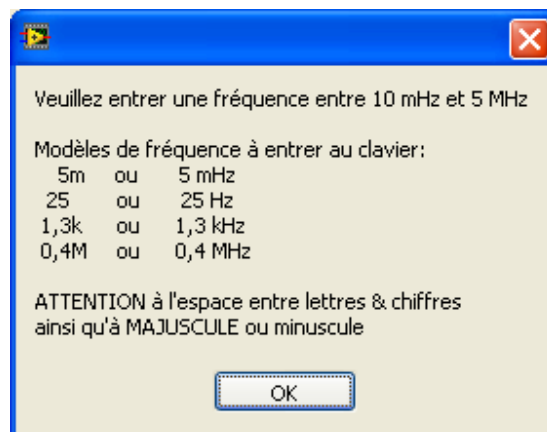 Veuillez entrer une fréquence entre 10 mHz et 5 MHz
Modèles de fréquence à entrer au clavier:
5m ou 5 mHz
25 ou 25 Hz
1,3k ou 1,3 kHz
0,4M ou 0,4 MHz
ATTENTION à l'espace entre lettres & chiffres
ainsi qu'à MAJUSCULE ou minuscule
OK